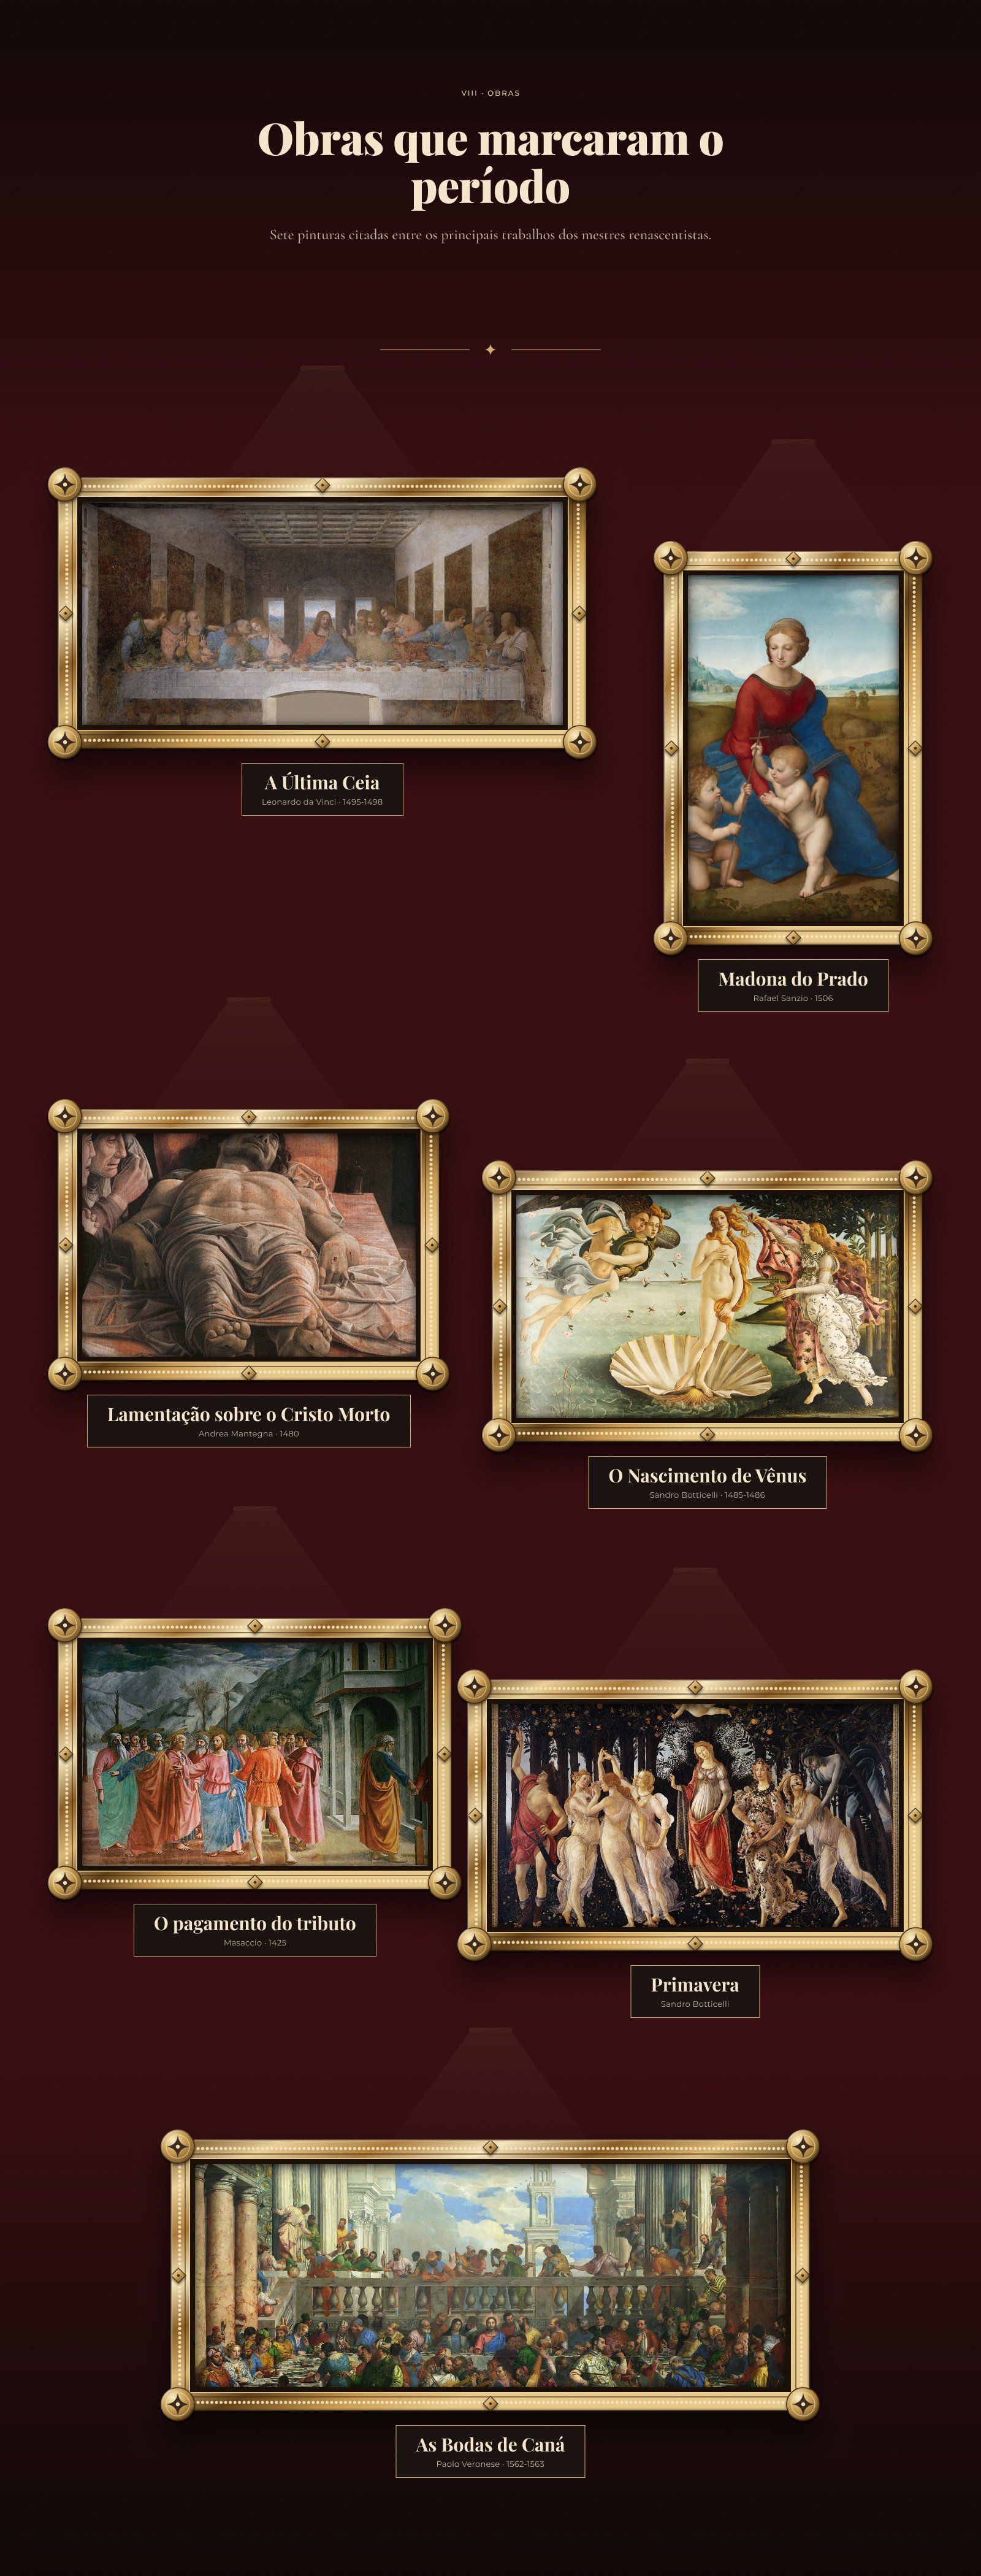 VIII · OBRAS
Obras que marcaram o
período
Sete pinturas citadas entre os principais trabalhos dos mestres renascentistas.
A Última Ceia
Leonardo da Vinci · 1495-1498
Madona do Prado
Rafael Sanzio · 1506
Lamentação sobre o Cristo Morto
Andrea Mantegna · 1480
O Nascimento de Vênus
Sandro Botticelli · 1485-1486
O pagamento do tributo
Masaccio · 1425
Primavera
Sandro Botticelli
As Bodas de Caná
Paolo Veronese · 1562-1563